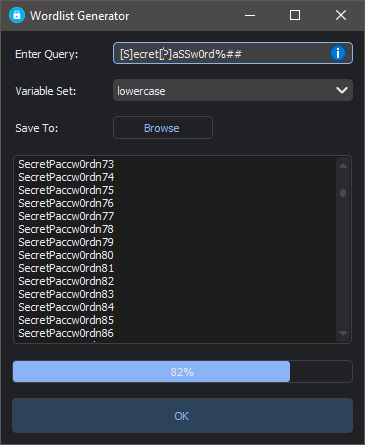 Wordlist Generator
Enter Query: [S]ecret[P]aSSw0rd%##
Variable Set: lowercase
Save To: Browse
SecretPaccw0rdn73
SecretPaccw0rdn74
SecretPaccw0rdn75
SecretPaccw0rdn76
SecretPaccw0rdn77
SecretPaccw0rdn78
SecretPaccw0rdn79
SecretPaccw0rdn80
SecretPaccw0rdn81
SecretPaccw0rdn82
SecretPaccw0rdn83
SecretPaccw0rdn84
SecretPaccw0rdn85
SecretPaccw0rdn86
82%
OK